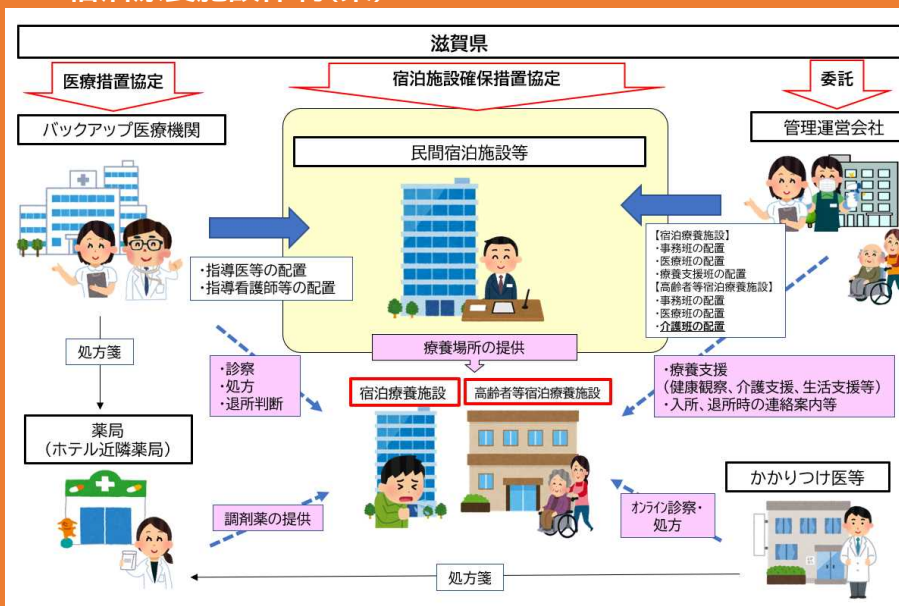 滋賀県
医療措置協定
宿泊施設確保措置協定
委託
バックアップ医療機関
民間宿泊施設等
管理運営会社
・指導医等の配置
・指導看護師等の配置
【宿泊療養施設】
・事務班の配置
・医療班の配置
・療養支援班の配置
【高齢者等宿泊療養施設】
・事務班の配置
・医療班の配置
・介護班の配置
処方箋
療養場所の提供
・診察
・処方
・退所判断
宿泊療養施設
高齢者等宿泊療養施設
・療養支援
(健康観察、介護支援、生活支援等)
・入所、退所時の連絡案内等
薬局
(ホテル近隣薬局)
かかりつけ医等
調剤薬の提供
オンライン診察・
処方
処方箋